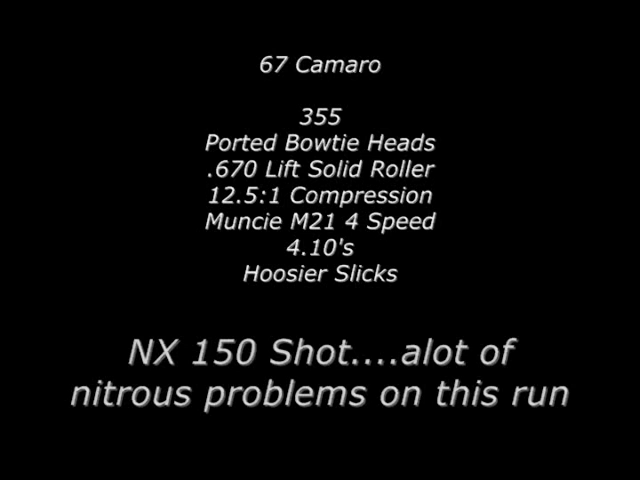 67 Camaro
355
Ported Bowtie Heads
.670 Lift Solid Roller
12.5:1 Compression
Muncie M21 4 Speed
4.10's
Hoosier Slicks
NX 150 Shot....alot of
nitrous problems on this run